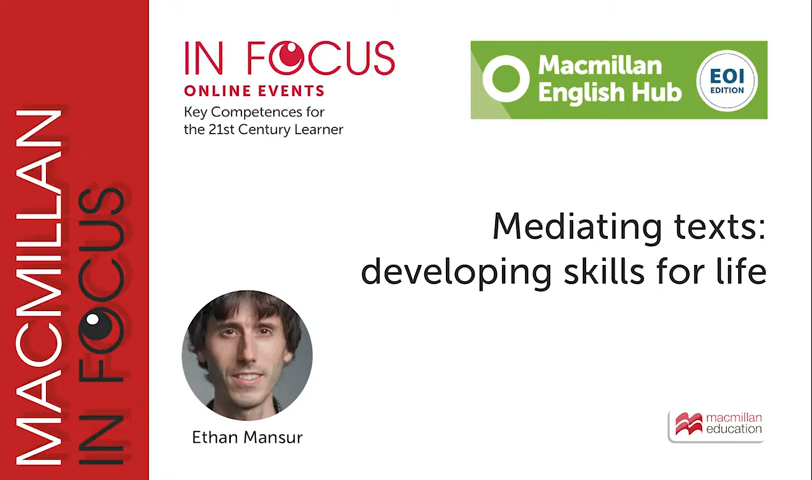 MACMILLAN
IN FOCUS
IN FOCUS
ONLINE EVENTS
Key Competences for
the 21st Century Learner
Macmillan
English Hub
EOI
EDITION
Mediating texts:
developing skills for life
Ethan Mansur
macmillan
education